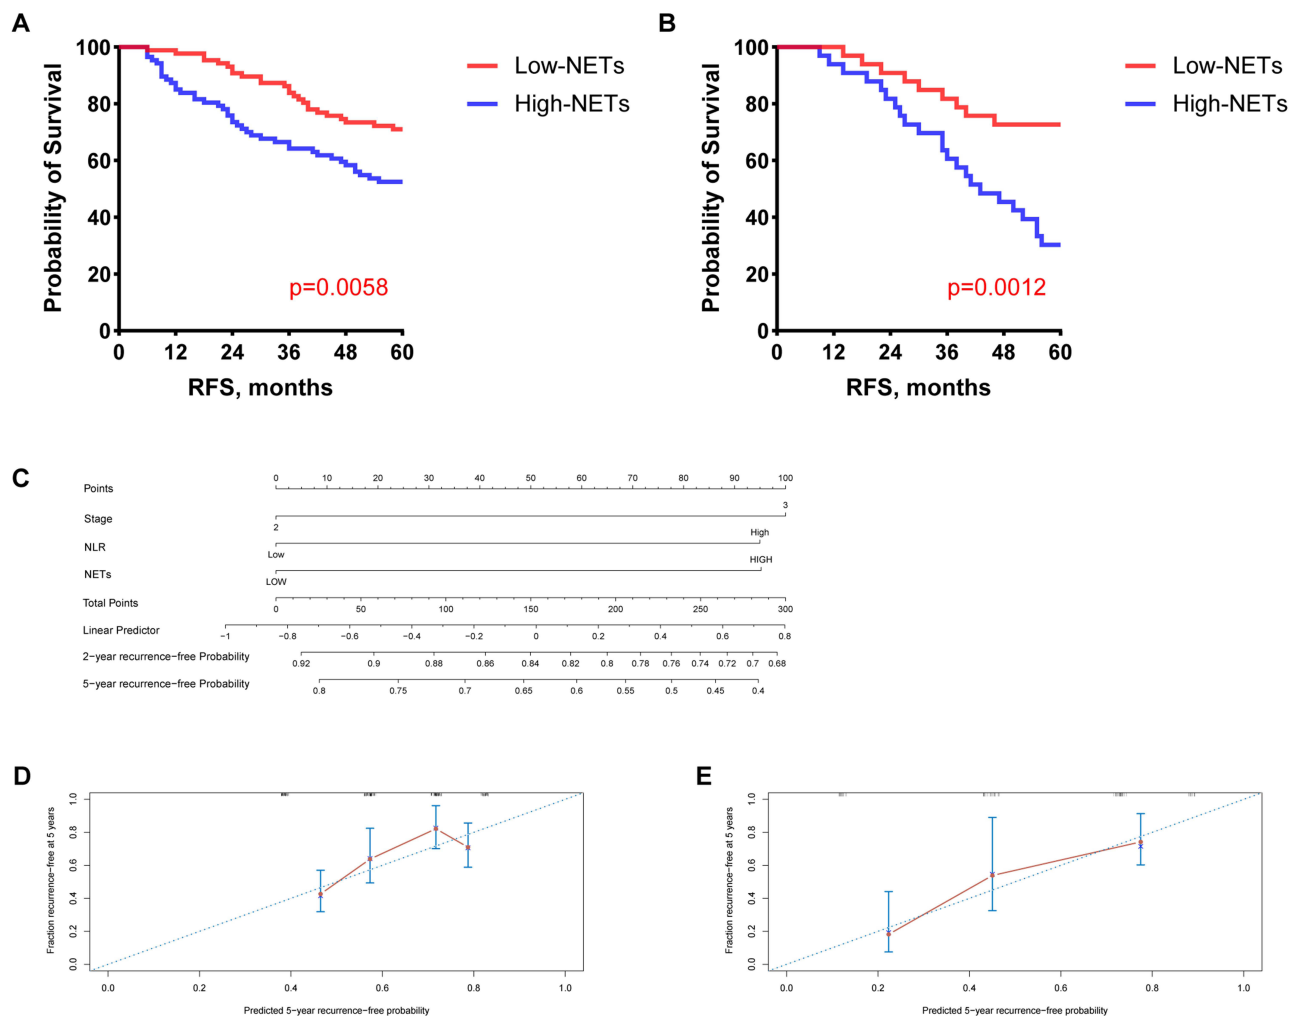 A
B
100
80
60
40
20
0
Probability of Survival
0 12 24 36 48 60
RFS, months
p=0.0058
Low-NETs
High-NETs
100
80
60
40
20
0
Probability of Survival
0 12 24 36 48 60
RFS, months
p=0.0012
Low-NETs
High-NETs
C
0 10 20 30 40 50 60 70 80 90 100
Points
3
Stage
2
High
NLR
Low
HIGH
NETs
LOW
Total Points
0 50 100 150 200 250 300
Linear Predictor
−1 −0.8 −0.6 −0.4 −0.2 0 0.2 0.4 0.6 0.8
2−year recurrence−free Probability
0.92 0.9 0.88 0.86 0.84 0.82 0.8 0.78 0.76 0.74 0.72 0.7 0.68
5−year recurrence−free Probability
0.8 0.75 0.7 0.65 0.6 0.55 0.5 0.45 0.4
D
Fraction recurrence−free at 5 years
1.0
0.8
0.6
0.4
0.2
0.0
0.0 0.2 0.4 0.6 0.8 1.0
Predicted 5−year recurrence−free probability
E
Fraction recurrence−free at 5 years
1.0
0.8
0.6
0.4
0.2
0.0
0.0 0.2 0.4 0.6 0.8 1.0
Predicted 5−year recurrence−free probability